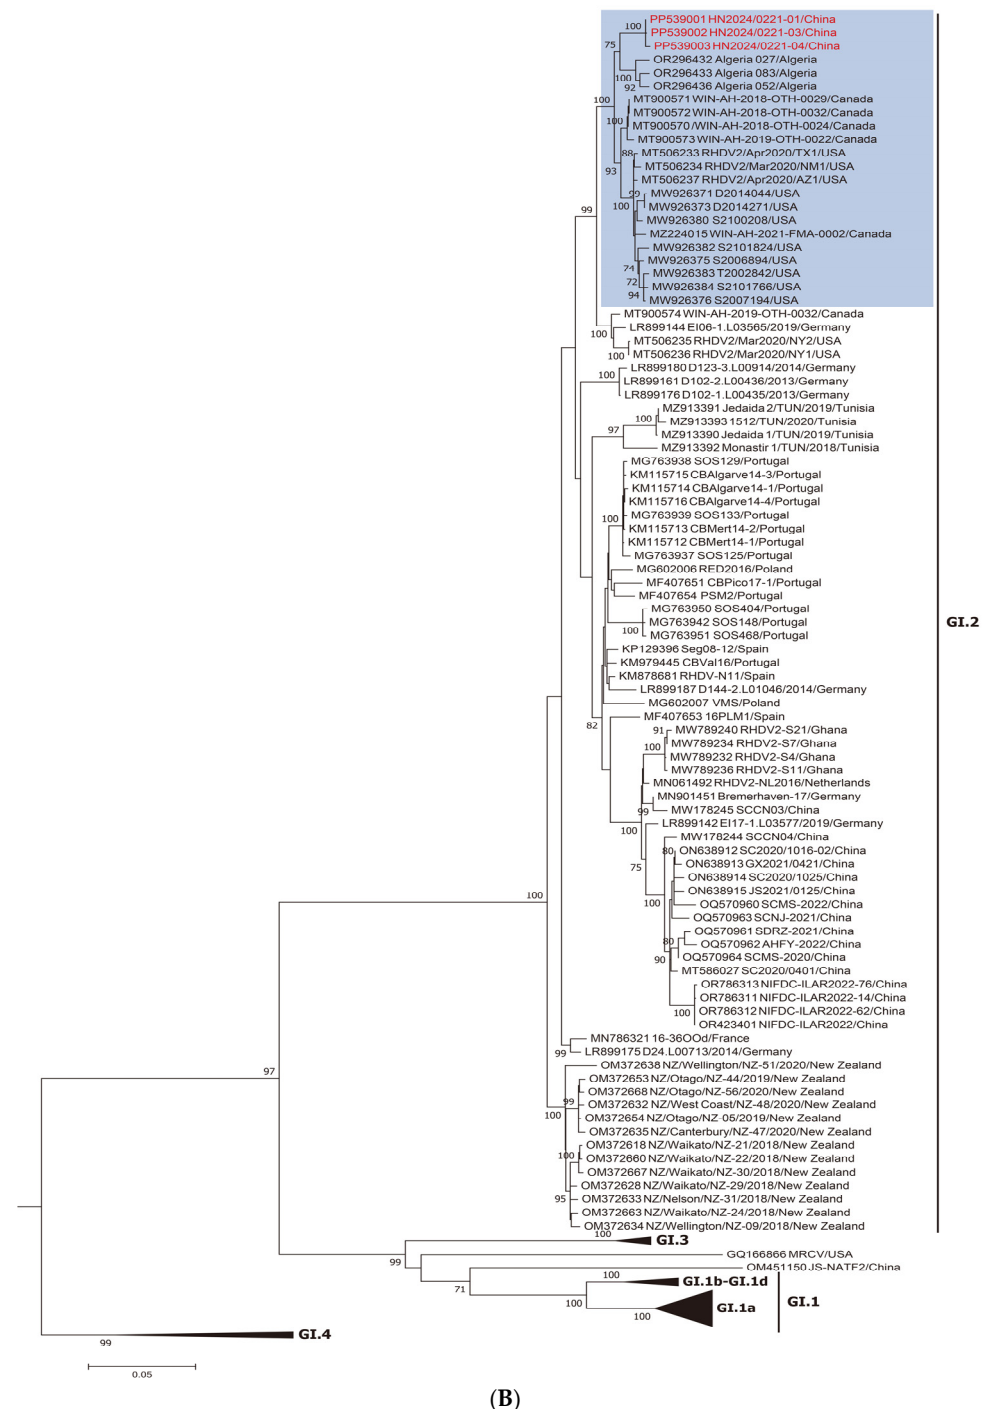 PP539001 HN2024/0221-01/China
100
PP539002 HN2024/0221-03/China
75
PP539003 HN2024/0221-04/China
OR296432 Algeria 027/Algeria
OR296433 Algeria 083/Algeria
100
OR296436 Algeria 052/Algeria
92
100
MT900571 WIN-AH-2018-OTH-0029/Canada
MT900572 WIN-AH-2018-OTH-0032/Canada
100
MT900570/WIN-AH-2018-OTH-0024/Canada
MT900573 WIN-AH-2019-OTH-0022/Canada
88
MT506233 RHDV2/Apr2020/TX1/USA
93
MT506234 RHDV2/Mar2020/NM1/USA
MT506237 RHDV2/Apr2020/AZ1/USA
99
MW926371 D2014044/USA
100
MW926373 D2014271/USA
99
MW926380 S2100208/USA
MZ224015 WIN-AH-2021-FMA-0002/Canada
MW926382 S2101824/USA
MW926375 S2006894/USA
74
MW926383 T2002842/USA
72
MW926384 S2101766/USA
94
MW926376 S2007194/USA
MT900574 WIN-AH-2019-OTH-0032/Canada
LR899144 EI06-1.L03565/2019/Germany
100
MT506235 RHDV2/Mar2020/NY2/USA
100
MT506236 RHDV2/Mar2020/NY1/USA
LR899180 D123-3.L00914/2014/Germany
100
LR899161 D102-2.L00436/2013/Germany
LR899176 D102-1.L00435/2013/Germany
MZ913391 Jedaida 2/TUN/2019/Tunisia
100
MZ913393 1512/TUN/2020/Tunisia
97
MZ913390 Jedaida 1/TUN/2019/Tunisia
MZ913392 Monastir 1/TUN/2018/Tunisia
MG763938 SOS129/Portugal
KM115715 CBAlgarve14-3/Portugal
KM115714 CBAlgarve14-1/Portugal
KM115716 CBAlgarve14-4/Portugal
100
MG763939 SOS133/Portugal
KM115713 CBMert14-2/Portugal
KM115712 CBMert14-1/Portugal
MG763937 SOS125/Portugal
MG602006 RED2016/Poland
MF407651 CBPico17-1/Portugal
MF407654 PSM2/Portugal
MG763950 SOS404/Portugal
MG763942 SOS148/Portugal
GI.2
100
MG763951 SOS468/Portugal
KP129396 Seg08-12/Spain
KM979445 CBVal16/Portugal
KM878681 RHDV-N11/Spain
LR899187 D144-2.L01046/2014/Germany
MG602007 VMS/Poland
MF407653 16PLM1/Spain
82
91
MW789240 RHDV2-S21/Ghana
MW789234 RHDV2-S7/Ghana
100
MW789232 RHDV2-S4/Ghana
MW789236 RHDV2-S11/Ghana
MN061492 RHDV2-NL2016/Netherlands
MN901451 Bremerhaven-17/Germany
99
MW178245 SCCN03/China
LR899142 EI17-1.L03577/2019/Germany
100
MW178244 SCCN04/China
80
ON638912 SC2020/1016-02/China
75
ON638913 GX2021/0421/China
ON638914 SC2020/1025/China
ON638915 JS2021/0125/China
100
100
OQ570960 SCMS-2022/China
OQ570963 SCNJ-2021/China
OQ570961 SDRZ-2021/China
80
OQ570962 AHFY-2022/China
90
OQ570964 SCMS-2020/China
MT586027 SC2020/0401/China
OR786313 NIFDC-ILAR2022-76/China
OR786311 NIFDC-ILAR2022-14/China
100
OR786312 NIFDC-ILAR2022-62/China
OR423401 NIFDC-ILAR2022/China
MN786321 16-36OOd/France
99
LR899175 D24.L00713/2014/Germany
OM372638 NZ/Wellington/NZ-51/2020/New Zealand
97
OM372653 NZ/Otago/NZ-44/2019/New Zealand
OM372668 NZ/Otago/NZ-56/2020/New Zealand
99
OM372632 NZ/West Coast/NZ-48/2020/New Zealand
100
OM372654 NZ/Otago/NZ-05/2019/New Zealand
OM372635 NZ/Canterbury/NZ-47/2020/New Zealand
OM372618 NZ/Waikato/NZ-21/2018/New Zealand
100
OM372660 NZ/Waikato/NZ-22/2018/New Zealand
OM372667 NZ/Waikato/NZ-30/2018/New Zealand
OM372628 NZ/Waikato/NZ-29/2018/New Zealand
95
OM372633 NZ/Nelson/NZ-31/2018/New Zealand
OM372663 NZ/Waikato/NZ-24/2018/New Zealand
OM372634 NZ/Wellington/NZ-09/2018/New Zealand
100
GI.3
99
GQ166866 MRCV/USA
OM451150 JS-NATF2/China
100
GI.1b-GI.1d
71
GI.1
100
GI.1a
100
GI.4
99
0.05
(B)